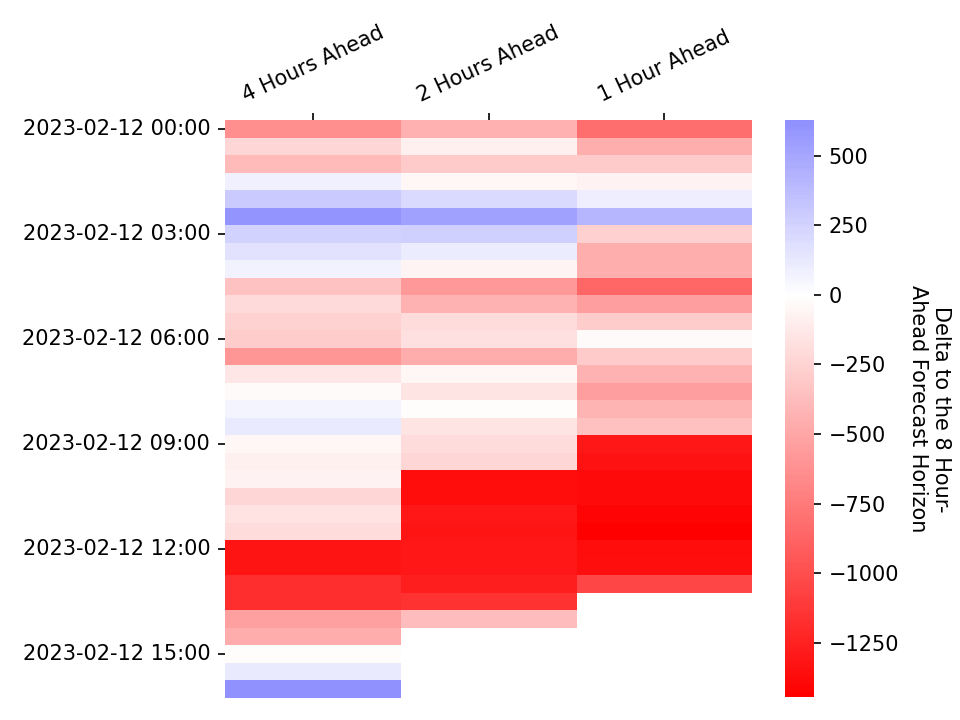 4 Hours Ahead
2 Hours Ahead
1 Hour Ahead
2023-02-12 00:00
2023-02-12 03:00
2023-02-12 06:00
2023-02-12 09:00
2023-02-12 12:00
2023-02-12 15:00
500
250
0
−250
−500
−750
−1000
−1250
Delta to the 8 Hour-
Ahead Forecast Horizon